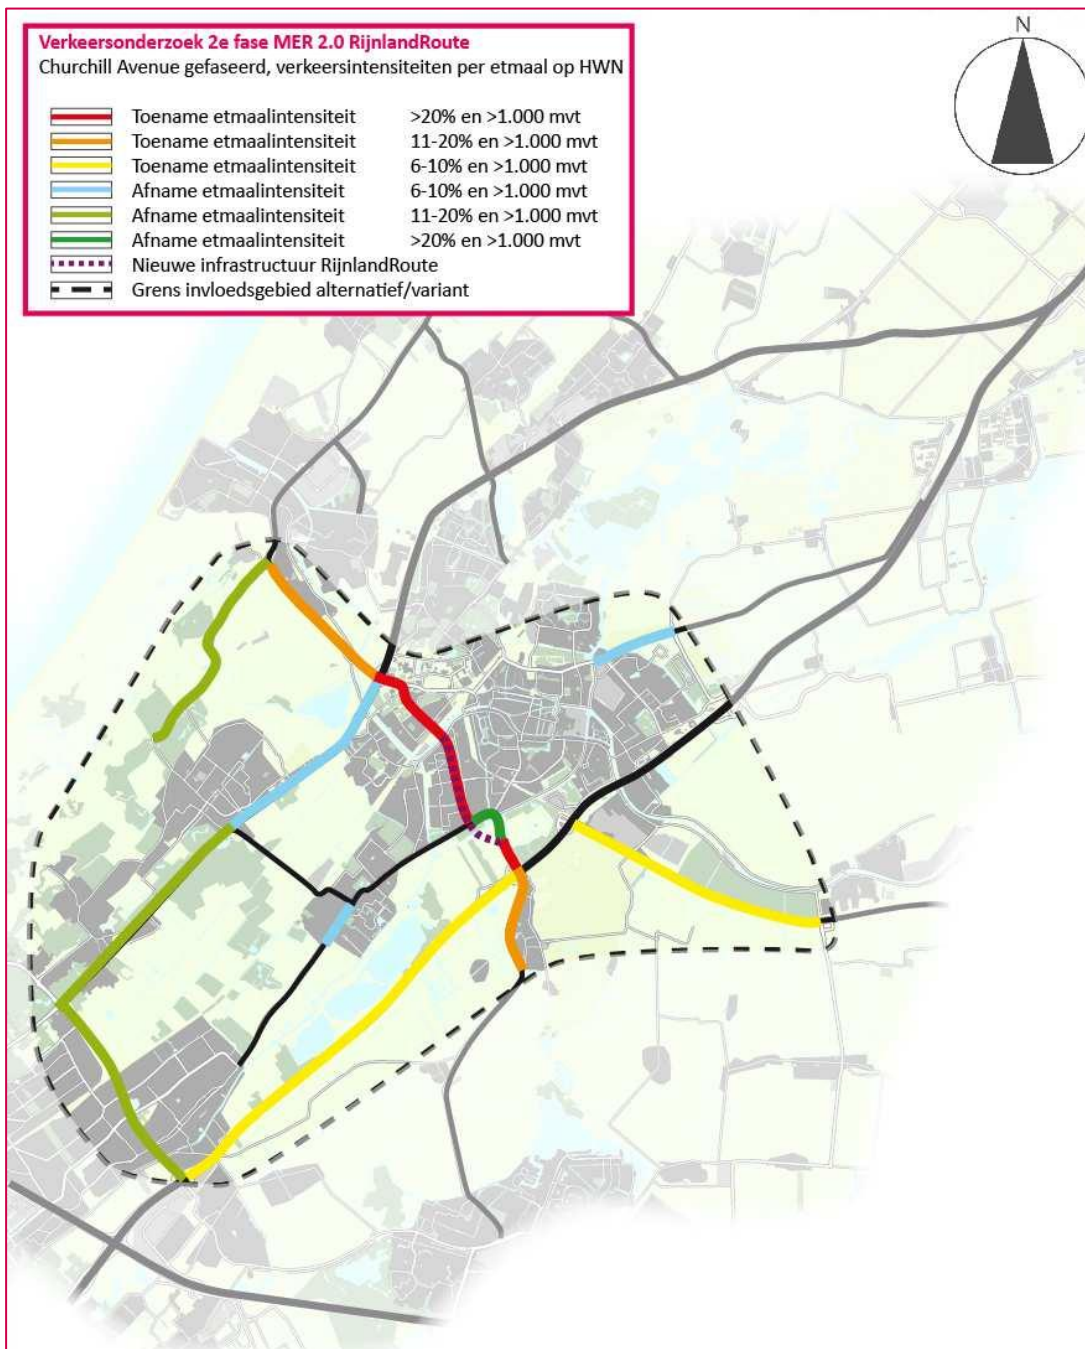 Verkeersonderzoek 2e fase MER 2.0 RijnlandRoute
Churchill Avenue gefaseerd, verkeersintensiteiten per etmaal op HWN
Toename etmaalintensiteit >20% en >1.000 mvt
Toename etmaalintensiteit 11-20% en >1.000 mvt
Toename etmaalintensiteit 6-10% en >1.000 mvt
Afname etmaalintensiteit 6-10% en >1.000 mvt
Afname etmaalintensiteit 11-20% en >1.000 mvt
Afname etmaalintensiteit >20% en >1.000 mvt
Nieuwe infrastructuur RijnlandRoute
Grens invloedsgebied alternatief/variant
N